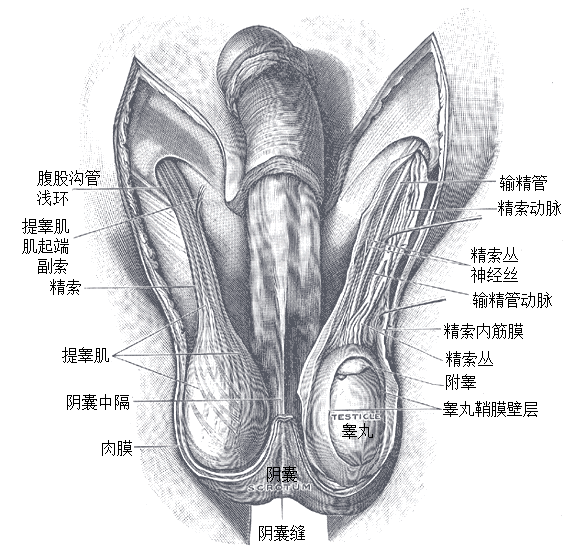 腹股沟管
浅环
提睾肌
肌起端
副索
精索
提睾肌
阴囊中隔
肉膜
输精管
精索动脉
精索丛
神经丝
输精管动脉
精索内筋膜
精索丛
附睾
睾丸鞘膜壁层
TESTICLE
睾丸
阴囊
SCROTUM
阴囊缝